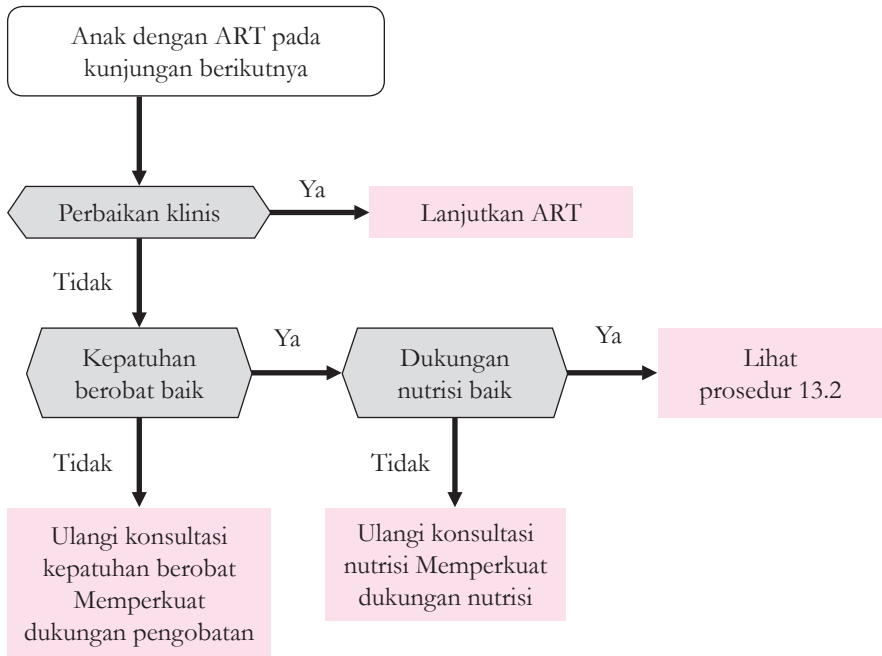 Anak dengan ART pada
kunjungan berikutnya
Perbaikan klinis
Ya
Lanjutkan ART
Tidak
Kepatuhan
berobat baik
Ya
Dukungan
nutrisi baik
Ya
Lihat
prosedur 13.2
Tidak
Tidak
Ulangi konsultasi
kepatuhan berobat
Memperkuat
dukungan pengobatan
Ulangi konsultasi
nutrisi Memperkuat
dukungan nutrisi